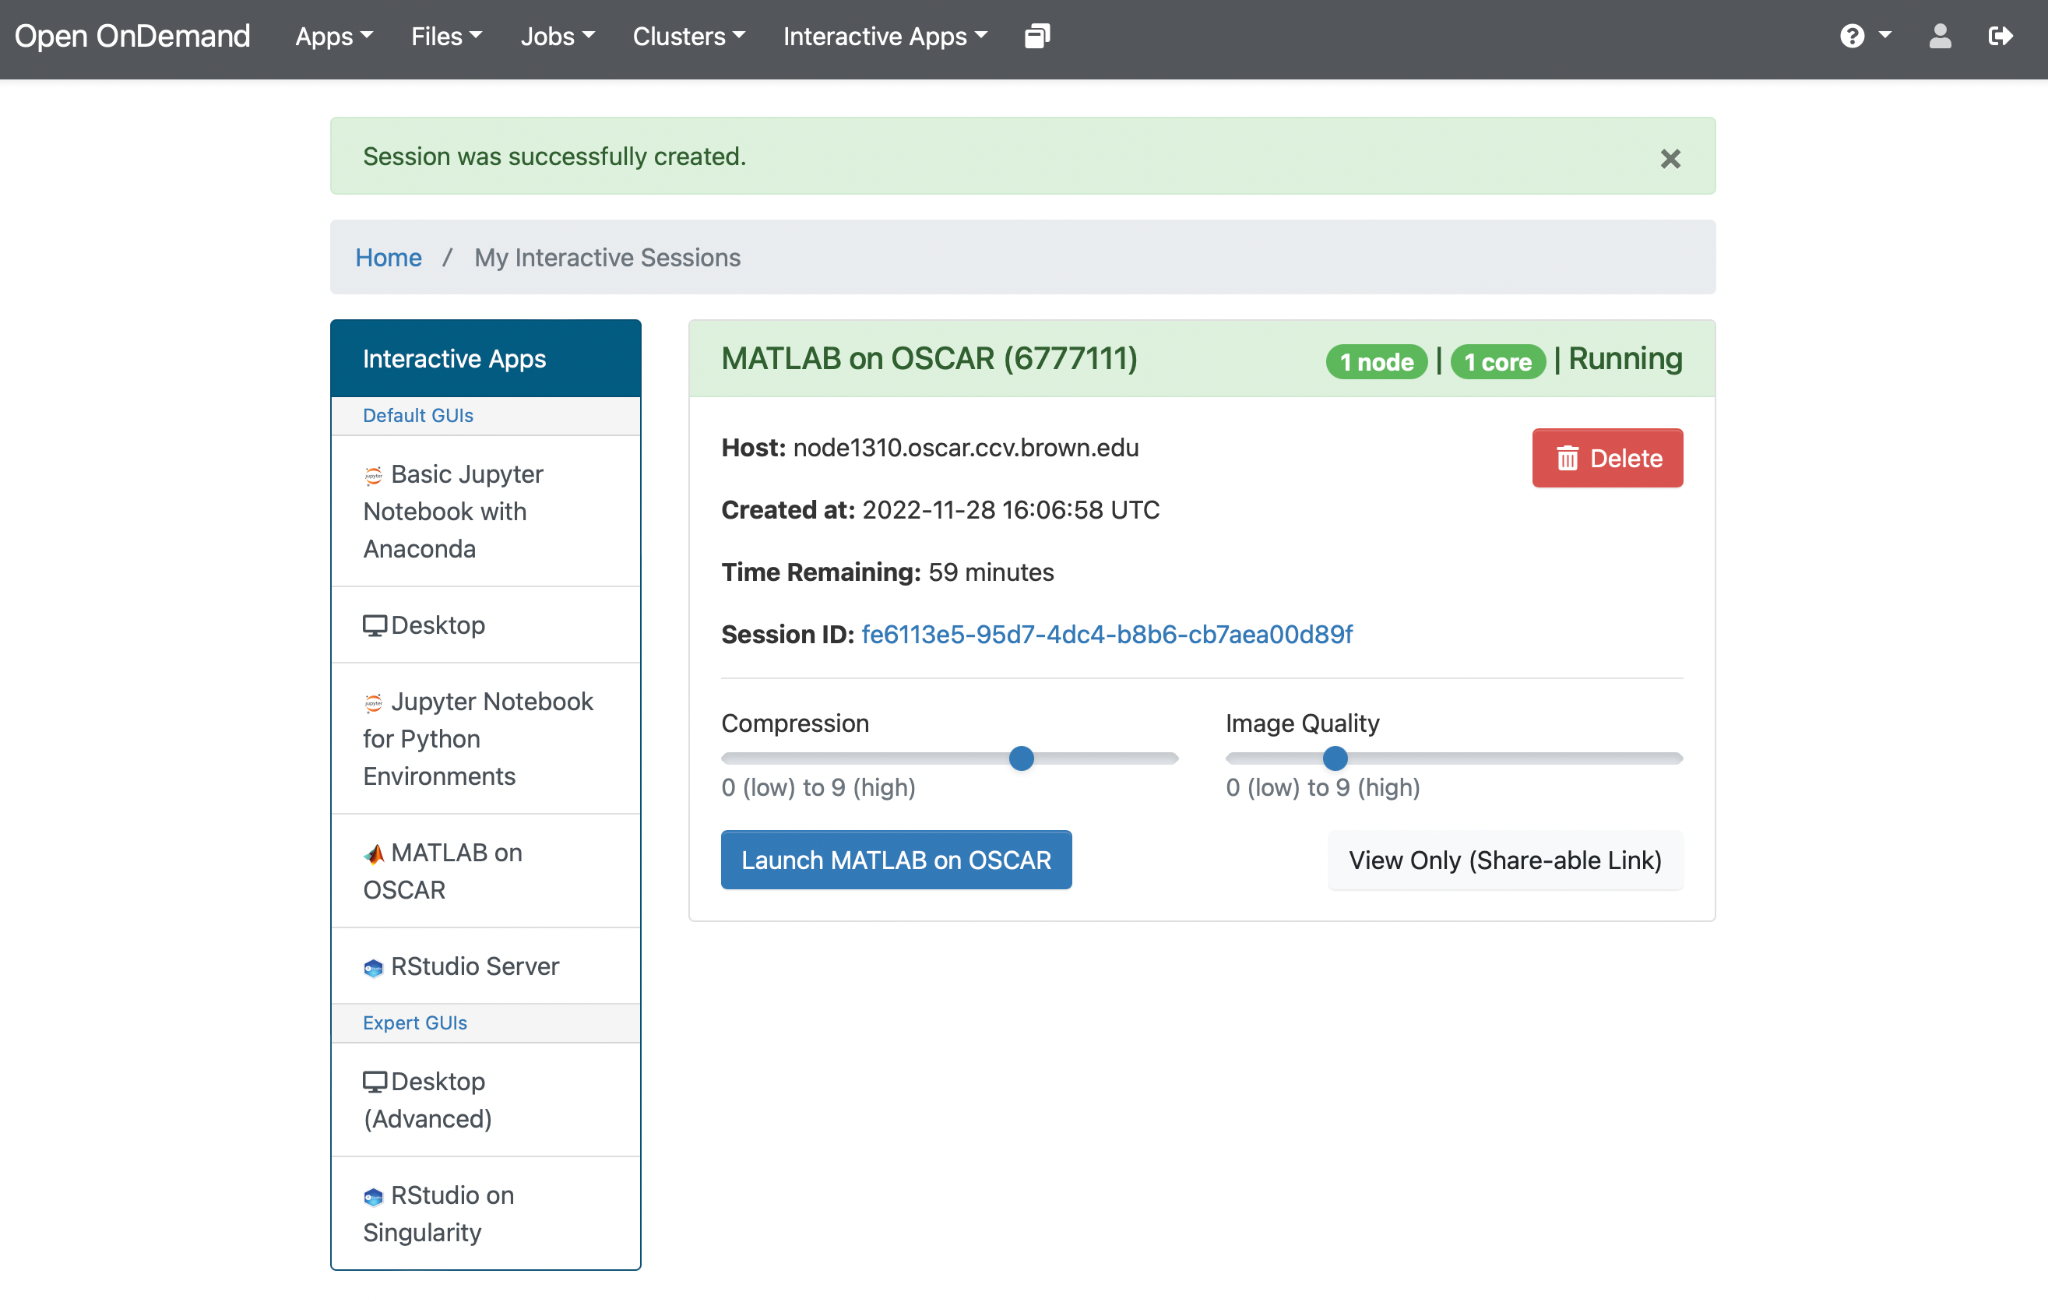 Open OnDemand Apps Files Jobs Clusters Interactive Apps
Session was successfully created.
Home / My Interactive Sessions
Interactive Apps
Default GUIs
Basic Jupyter
Notebook with
Anaconda
Desktop
Jupyter Notebook
for Python
Environments
MATLAB on
OSCAR
RStudio Server
Expert GUIs
Desktop
(Advanced)
RStudio on
Singularity
MATLAB on OSCAR (6777111) 1 node | 1 core | Running
Host: node1310.oscar.ccv.brown.edu
Delete
Created at: 2022-11-28 16:06:58 UTC
Time Remaining: 59 minutes
Session ID: fe6113e5-95d7-4dc4-b8b6-cb7aea00d89f
Compression
0 (low) to 9 (high)
Image Quality
0 (low) to 9 (high)
Launch MATLAB on OSCAR
View Only (Share-able Link)